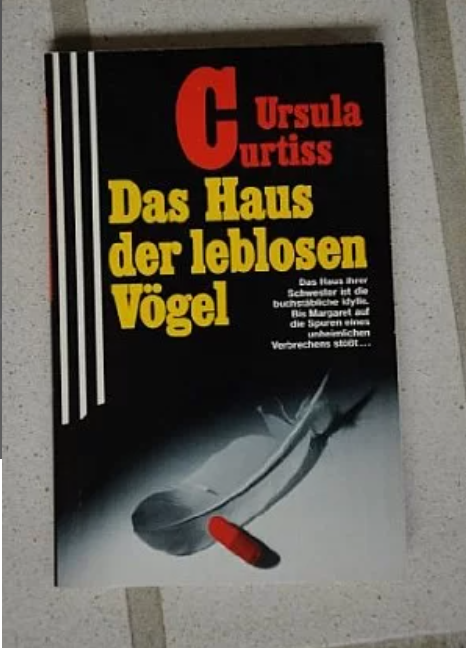 Ursula
Curtiss
Das Haus
der leblosen
Vögel
Das Haus ihrer
Schwester ist die
buchstäbliche Idylle.
Bis Margaret auf
die Spuren eines
unheimlichen
Verbrechens stößt ...